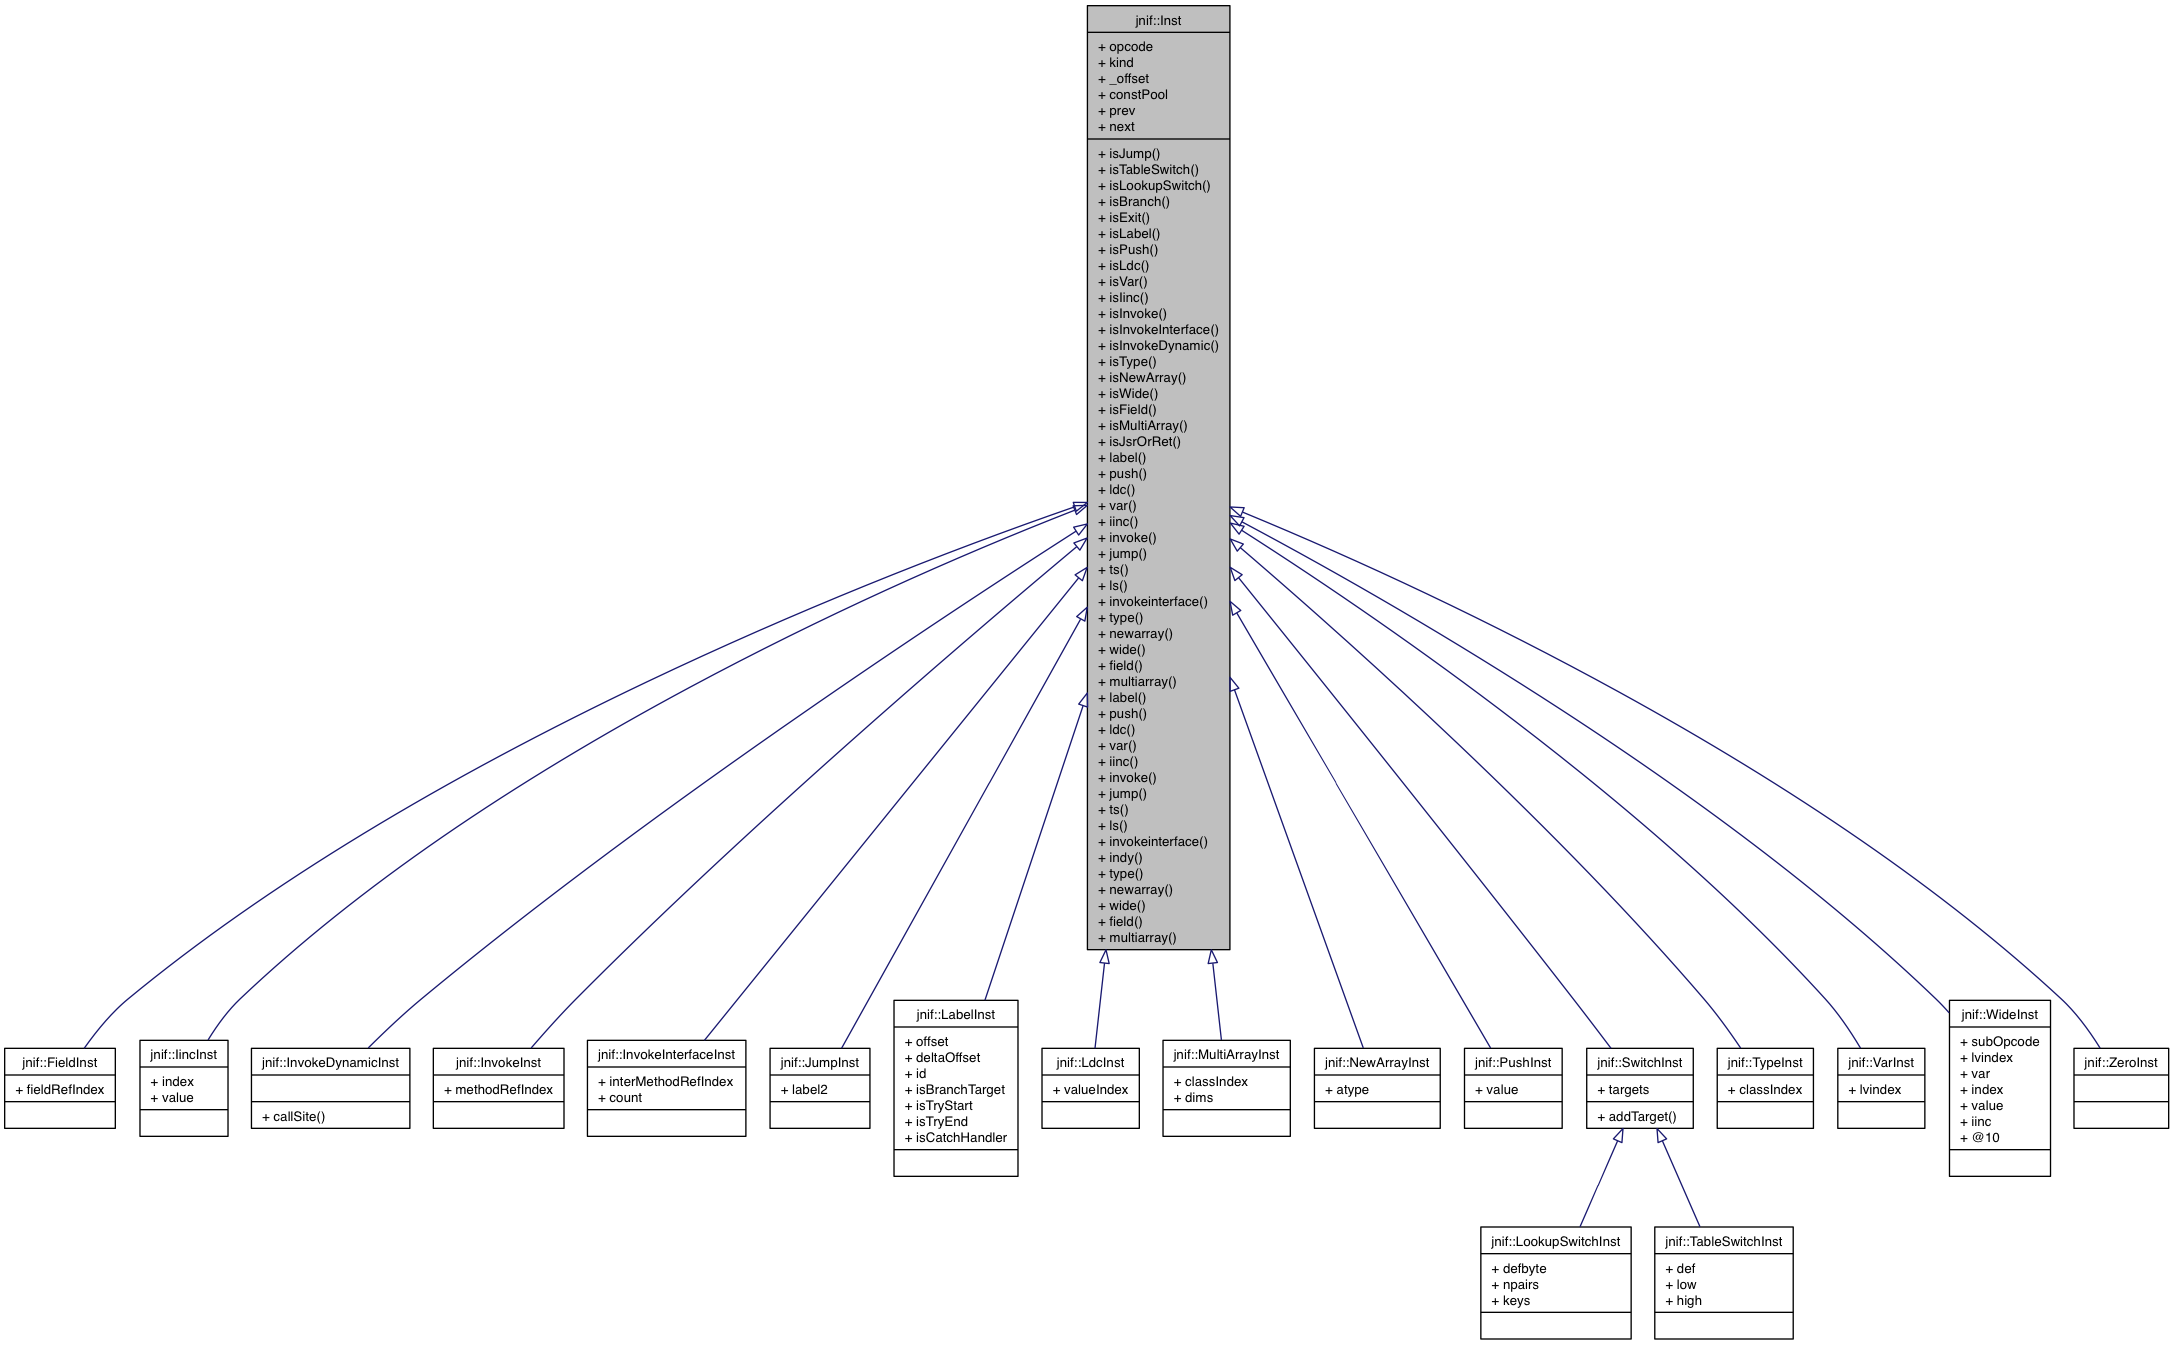 jnif::Inst
+ opcode
+ kind
+ _offset
+ constPool
+ prev
+ next
+ isJump()
+ isTableSwitch()
+ isLookupSwitch()
+ isBranch()
+ isExit()
+ isLabel()
+ isPush()
+ isLdc()
+ isVar()
+ isIinc()
+ isInvoke()
+ isInvokeInterface()
+ isInvokeDynamic()
+ isType()
+ isNewArray()
+ isWide()
+ isField()
+ isMultiArray()
+ isJsrOrRet()
+ label()
+ push()
+ ldc()
+ var()
+ iinc()
+ invoke()
+ jump()
+ ts()
+ ls()
+ invokeinterface()
+ type()
+ newarray()
+ wide()
+ field()
+ multiarray()
+ label()
+ push()
+ ldc()
+ var()
+ iinc()
+ invoke()
+ jump()
+ ts()
+ ls()
+ invokeinterface()
+ indy()
+ type()
+ newarray()
+ wide()
+ field()
+ multiarray()
jnif::FieldInst
+ fieldRefIndex
jnif::IincInst
+ index
+ value
jnif::InvokeDynamicInst
+ callSite()
jnif::InvokeInst
+ methodRefIndex
jnif::InvokeInterfaceInst
+ interMethodRefIndex
+ count
jnif::JumpInst
+ label2
jnif::LabelInst
+ offset
+ deltaOffset
+ id
+ isBranchTarget
+ isTryStart
+ isTryEnd
+ isCatchHandler
jnif::LdcInst
+ valueIndex
jnif::MultiArrayInst
+ classIndex
+ dims
jnif::NewArrayInst
+ atype
jnif::PushInst
+ value
jnif::SwitchInst
+ targets
+ addTarget()
jnif::TypeInst
+ classIndex
jnif::VarInst
+ lvindex
jnif::WideInst
+ subOpcode
+ lvindex
+ var
+ index
+ value
+ iinc
+ @10
jnif::ZeroInst
jnif::LookupSwitchInst
+ defbyte
+ npairs
+ keys
jnif::TableSwitchInst
+ def
+ low
+ high